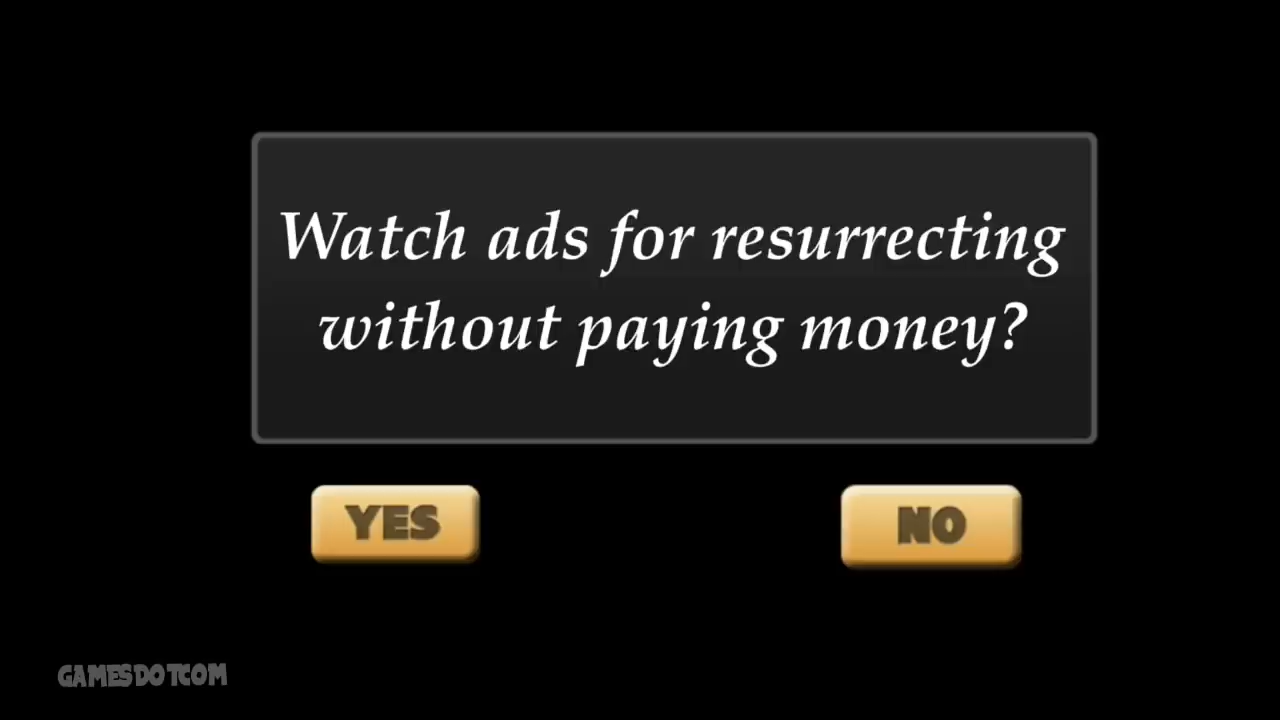 Watch ads for resurrecting
without paying money?
YES
NO
GAMESDOTCOM